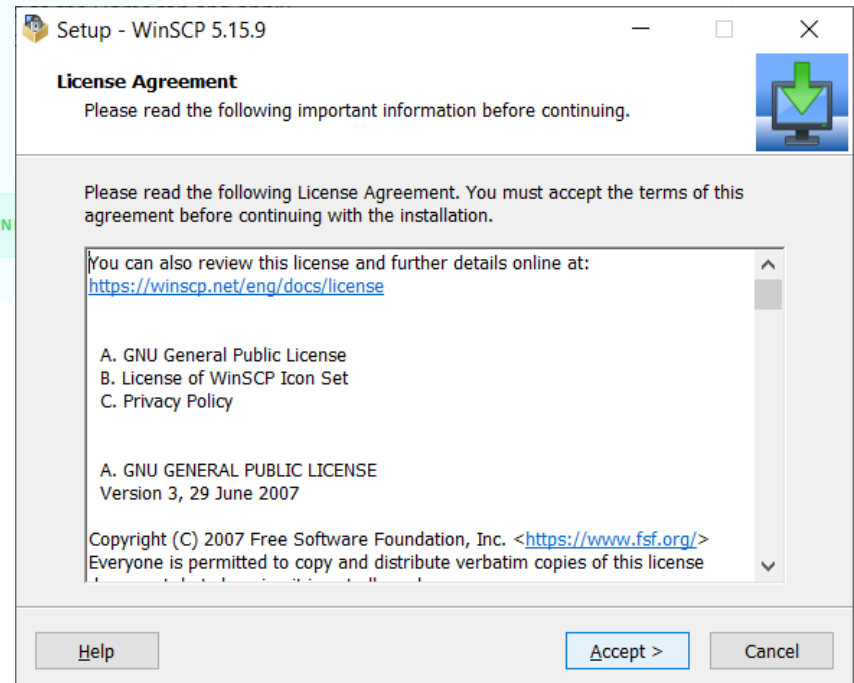 Setup - WinSCP 5.15.9
License Agreement
Please read the following important information before continuing.
Please read the following License Agreement. You must accept the terms of this
agreement before continuing with the installation.
You can also review this license and further details online at:
https://winscp.net/eng/docs/license
A. GNU General Public License
B. License of WinSCP Icon Set
C. Privacy Policy
A. GNU GENERAL PUBLIC LICENSE
Version 3, 29 June 2007
Copyright (C) 2007 Free Software Foundation, Inc. <https://www.fsf.org/>
Everyone is permitted to copy and distribute verbatim copies of this license
Help
Accept >
Cancel